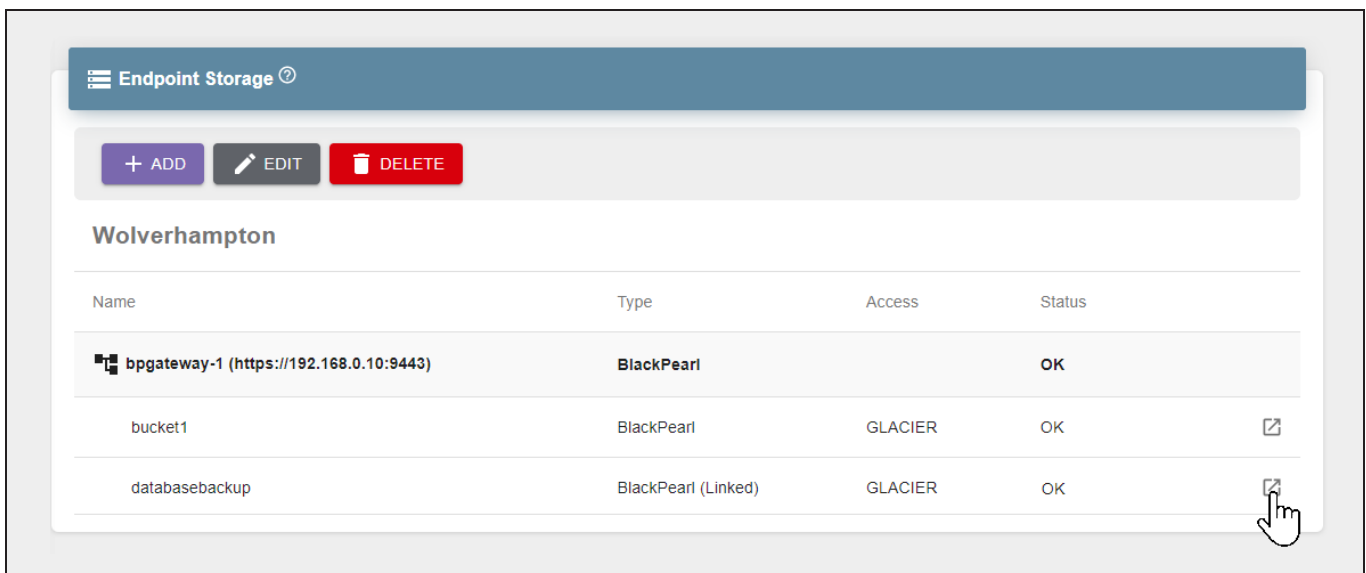 Endpoint Storage ?
+ ADD EDIT DELETE
Wolverhampton
Name Type Access Status
bpgateway-1 (https://192.168.0.10:9443) BlackPearl OK
bucket1 BlackPearl GLACIER OK
databasebackup BlackPearl (Linked) GLACIER OK